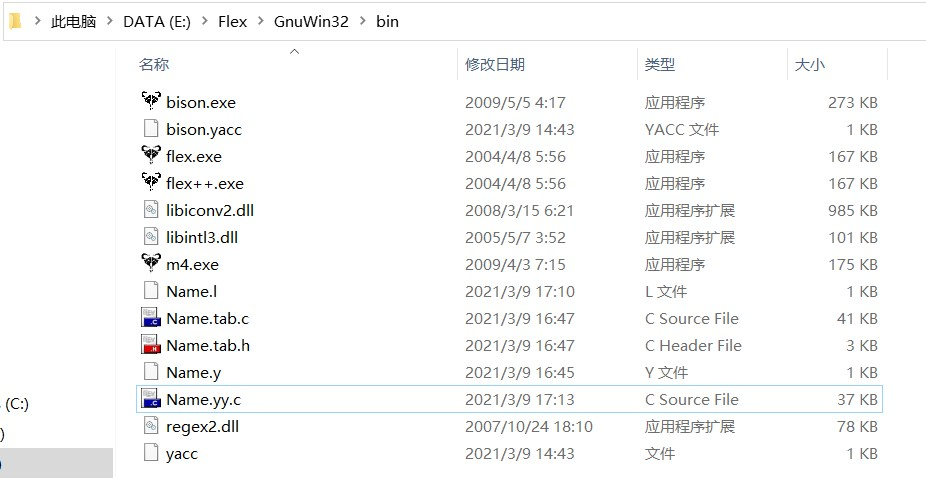 此电脑 > DATA (E:) > Flex > GnuWin32 > bin
名称 修改日期 类型 大小
bison.exe 2009/5/5 4:17 应用程序 273 KB
bison.yacc 2021/3/9 14:43 YACC 文件 1 KB
flex.exe 2004/4/8 5:56 应用程序 167 KB
flex++.exe 2004/4/8 5:56 应用程序 167 KB
libiconv2.dll 2008/3/15 6:21 应用程序扩展 985 KB
libintl3.dll 2005/5/7 3:52 应用程序扩展 101 KB
m4.exe 2009/4/3 7:15 应用程序 175 KB
Name.l 2021/3/9 17:10 L 文件 1 KB
Name.tab.c 2021/3/9 16:47 C Source File 41 KB
Name.tab.h 2021/3/9 16:47 C Header File 3 KB
Name.y 2021/3/9 16:45 Y 文件 1 KB
(C:) Name.yy.c 2021/3/9 17:13 C Source File 37 KB
regex2.dll 2007/10/24 18:10 应用程序扩展 78 KB
yacc 2021/3/9 14:43 文件 1 KB